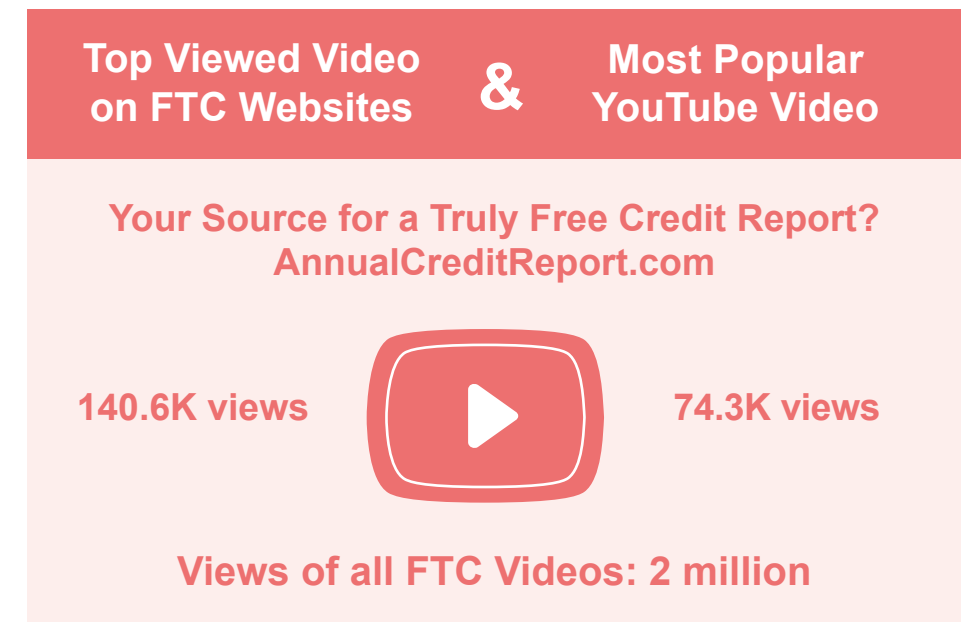 Top Viewed Video
on FTC Websites
&
Most Popular
YouTube Video
Your Source for a Truly Free Credit Report?
AnnualCreditReport.com
140.6K views
74.3K views
Views of all FTC Videos: 2 million